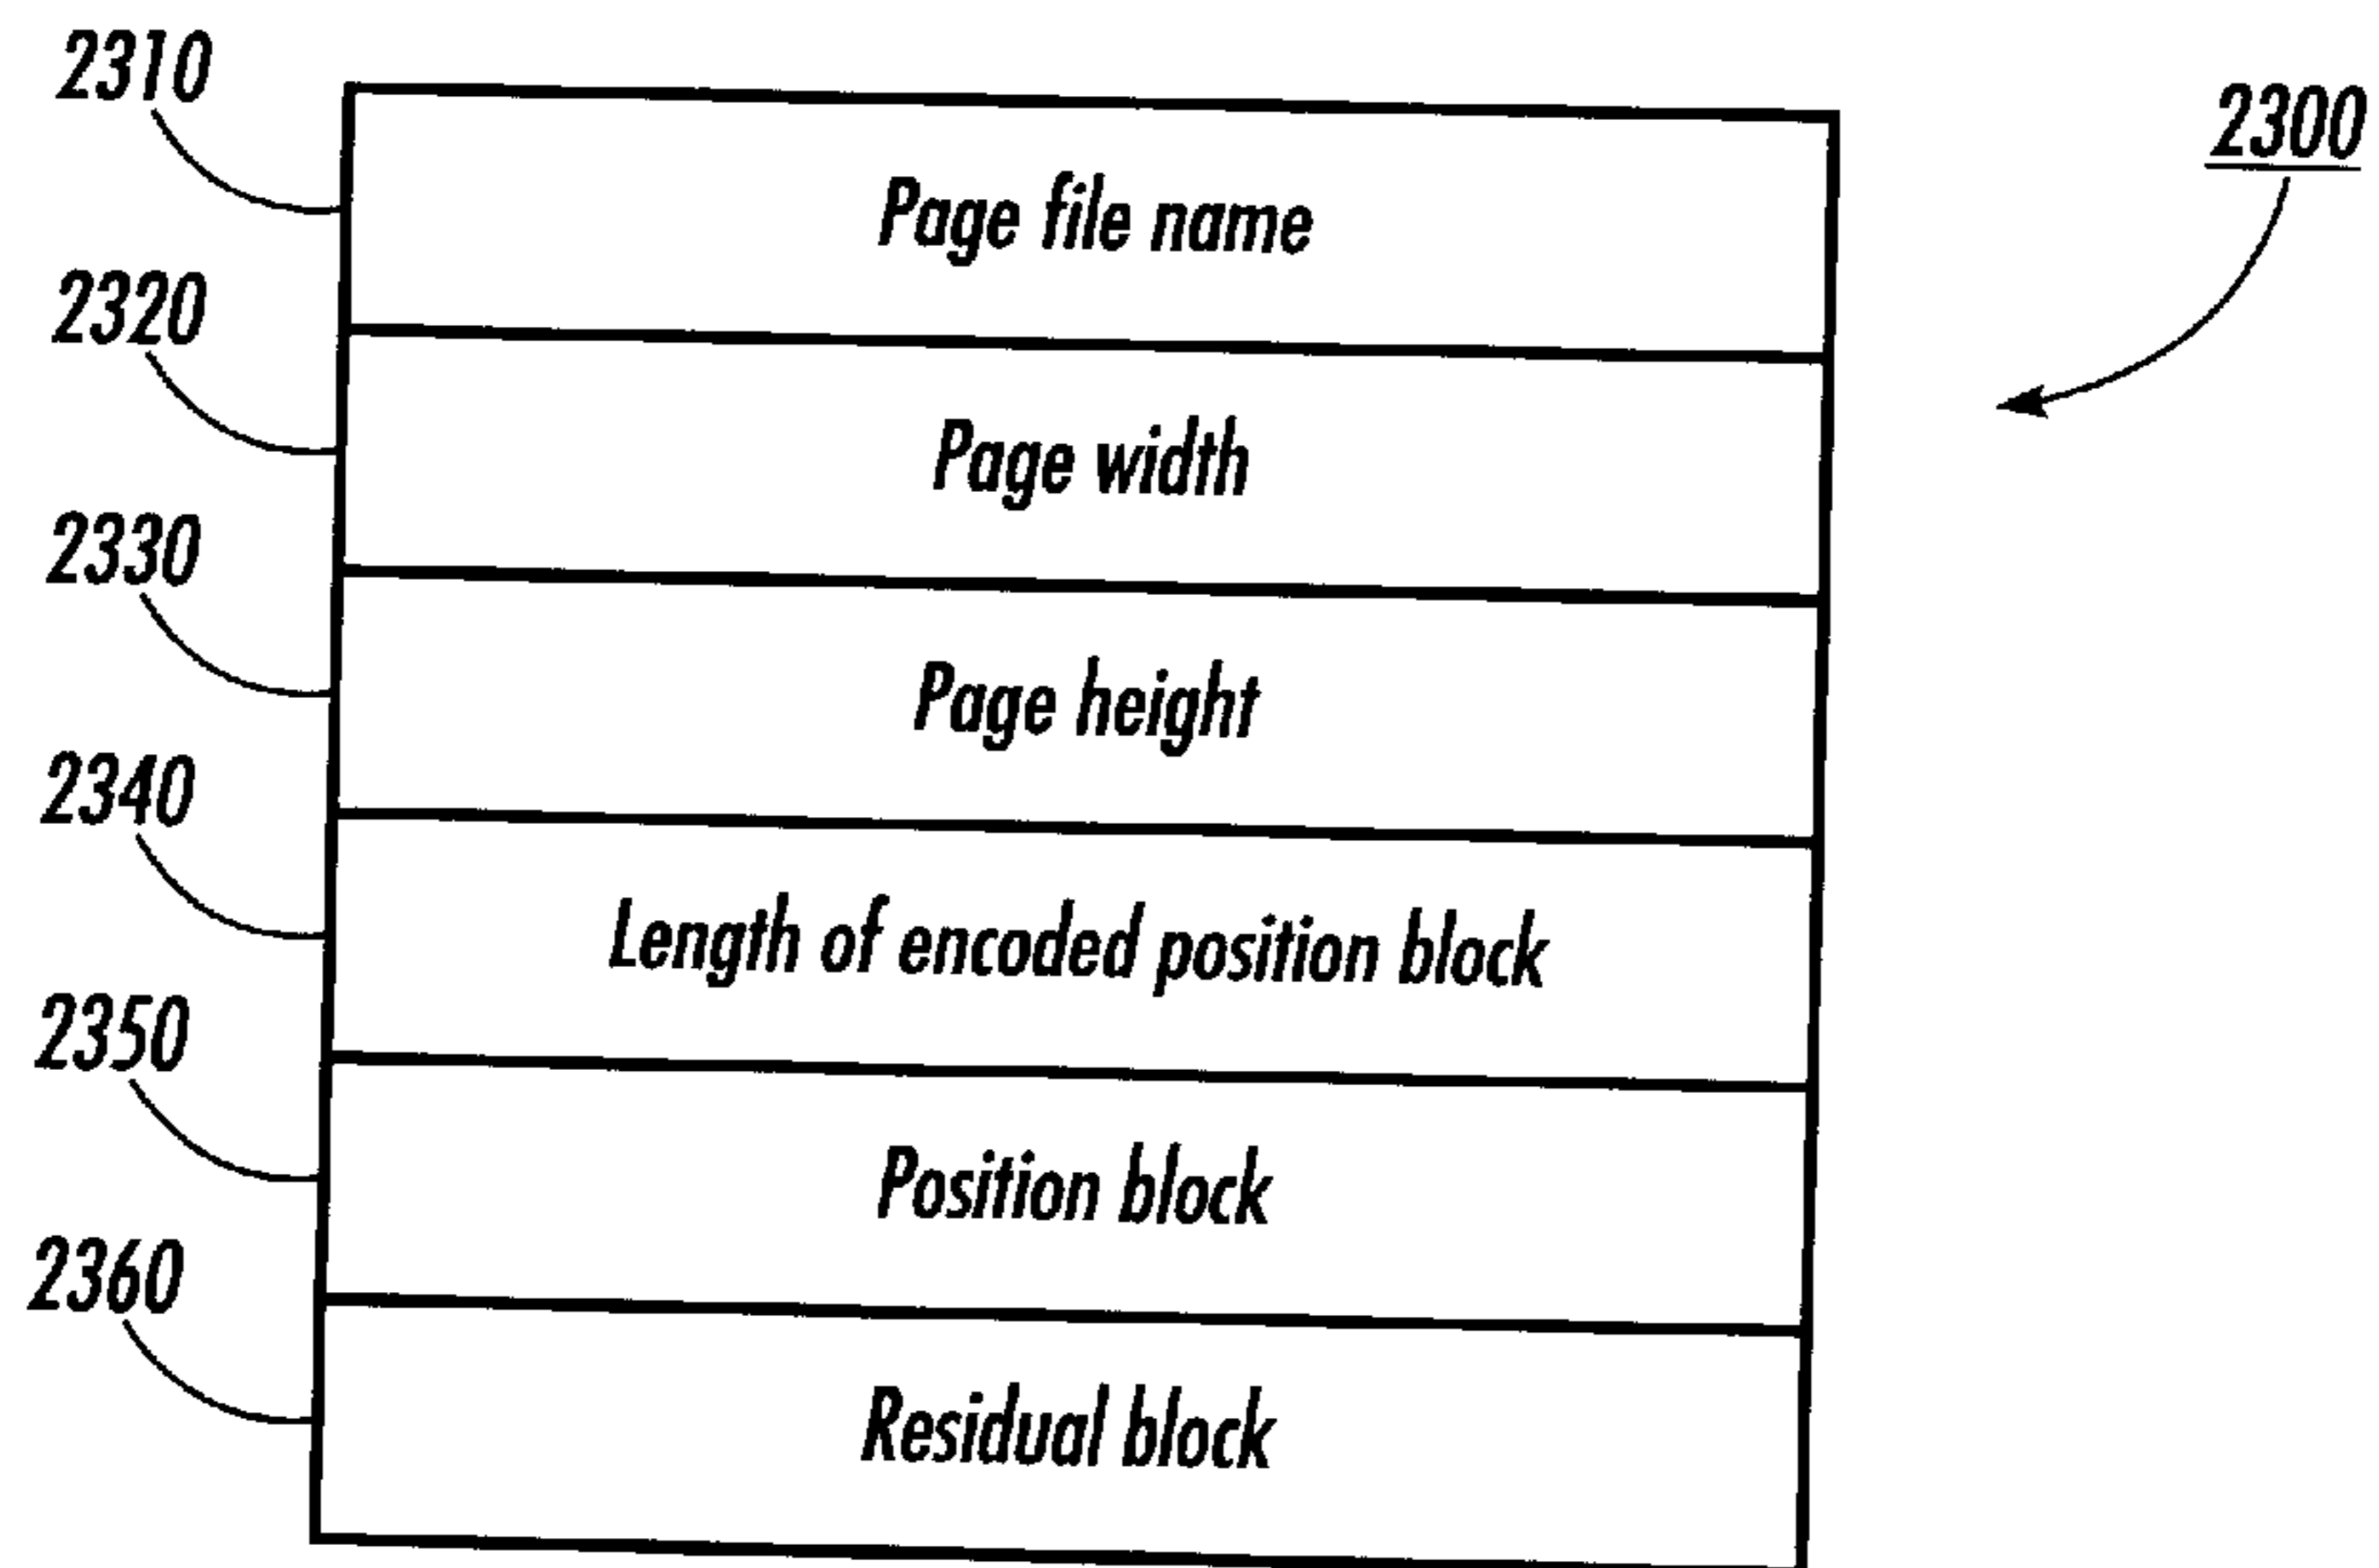 2310
2300
Page file name
2320
Page width
2330
Page height
2340
Length of encoded position block
2350
Position block
2360
Residual block